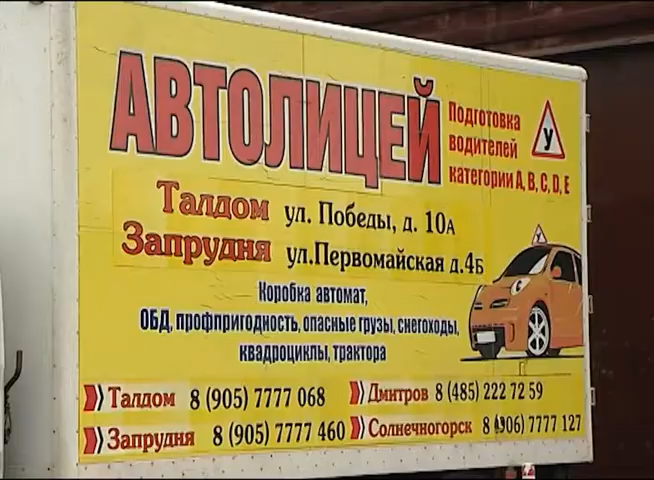 АВТОЛИЦЕЙ
Подготовка
водителей
категории А, В, С, D, Е
У
Талдом ул. Победы, д. 10А
Запрудня ул.Первомайская д.4Б
У
Коробка автомат,
ОБД, профпригодность, опасные грузы, снегоходы,
квадроциклы, трактора
Талдом 8 (905) 7777 068
Дмитров 8 (485) 222 72 59
Запрудня 8 (905) 7777 460
Солнечногорск 8 (906) 7777 127